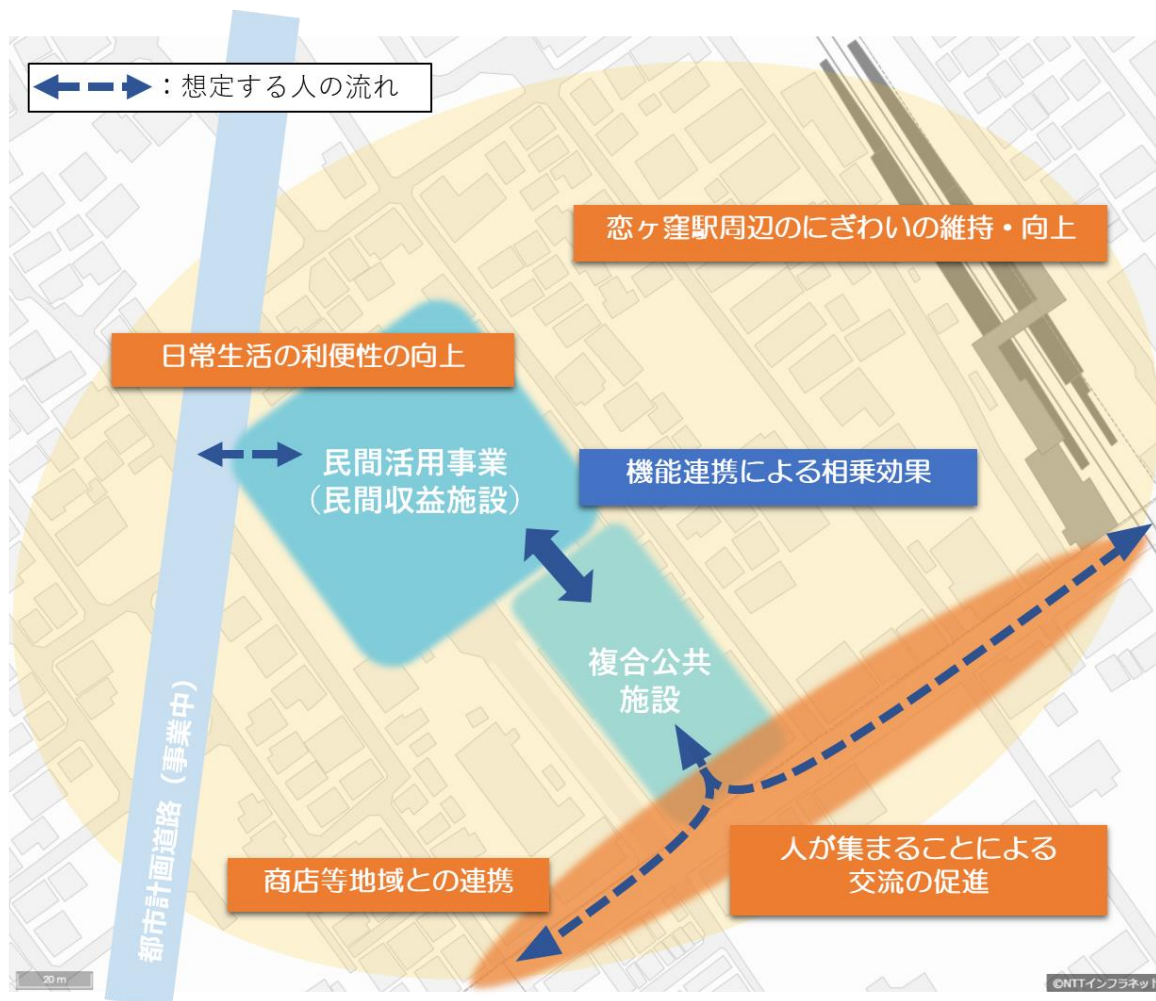 ：想定する人の流れ
恋ヶ窪駅周辺のにぎわいの維持・向上
日常生活の利便性の向上
民間活用事業
（民間収益施設）
機能連携による相乗効果
複合公共
施設
都市計画道路（事業中）
商店等地域との連携
人が集まることによる
交流の促進
20 m
©NTTインフラネット